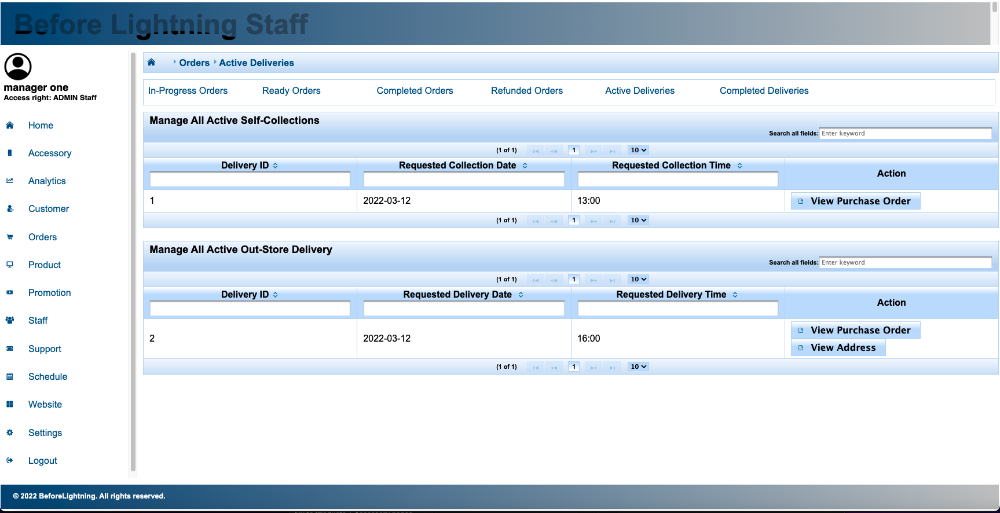 Before Lightning Staff
manager one
Access right: ADMIN Staff
Home
Accessory
Analytics
Customer
Orders
Product
Promotion
Staff
Support
Schedule
Website
Settings
Logout
Orders Active Deliveries
In-Progress Orders Ready Orders Completed Orders Refunded Orders Active Deliveries Completed Deliveries
Manage All Active Self-Collections
Search all fields: Enter keyword
(1 of 1) 1 10
Delivery ID Requested Collection Date Requested Collection Time Action
1 2022-03-12 13:00 View Purchase Order
(1 of 1) 1 10
Manage All Active Out-Store Delivery
Search all fields: Enter keyword
(1 of 1) 1 10
Delivery ID Requested Delivery Date Requested Delivery Time Action
2 2022-03-12 16:00 View Purchase Order
View Address
(1 of 1) 1 10
© 2022 BeforeLightning. All rights reserved.